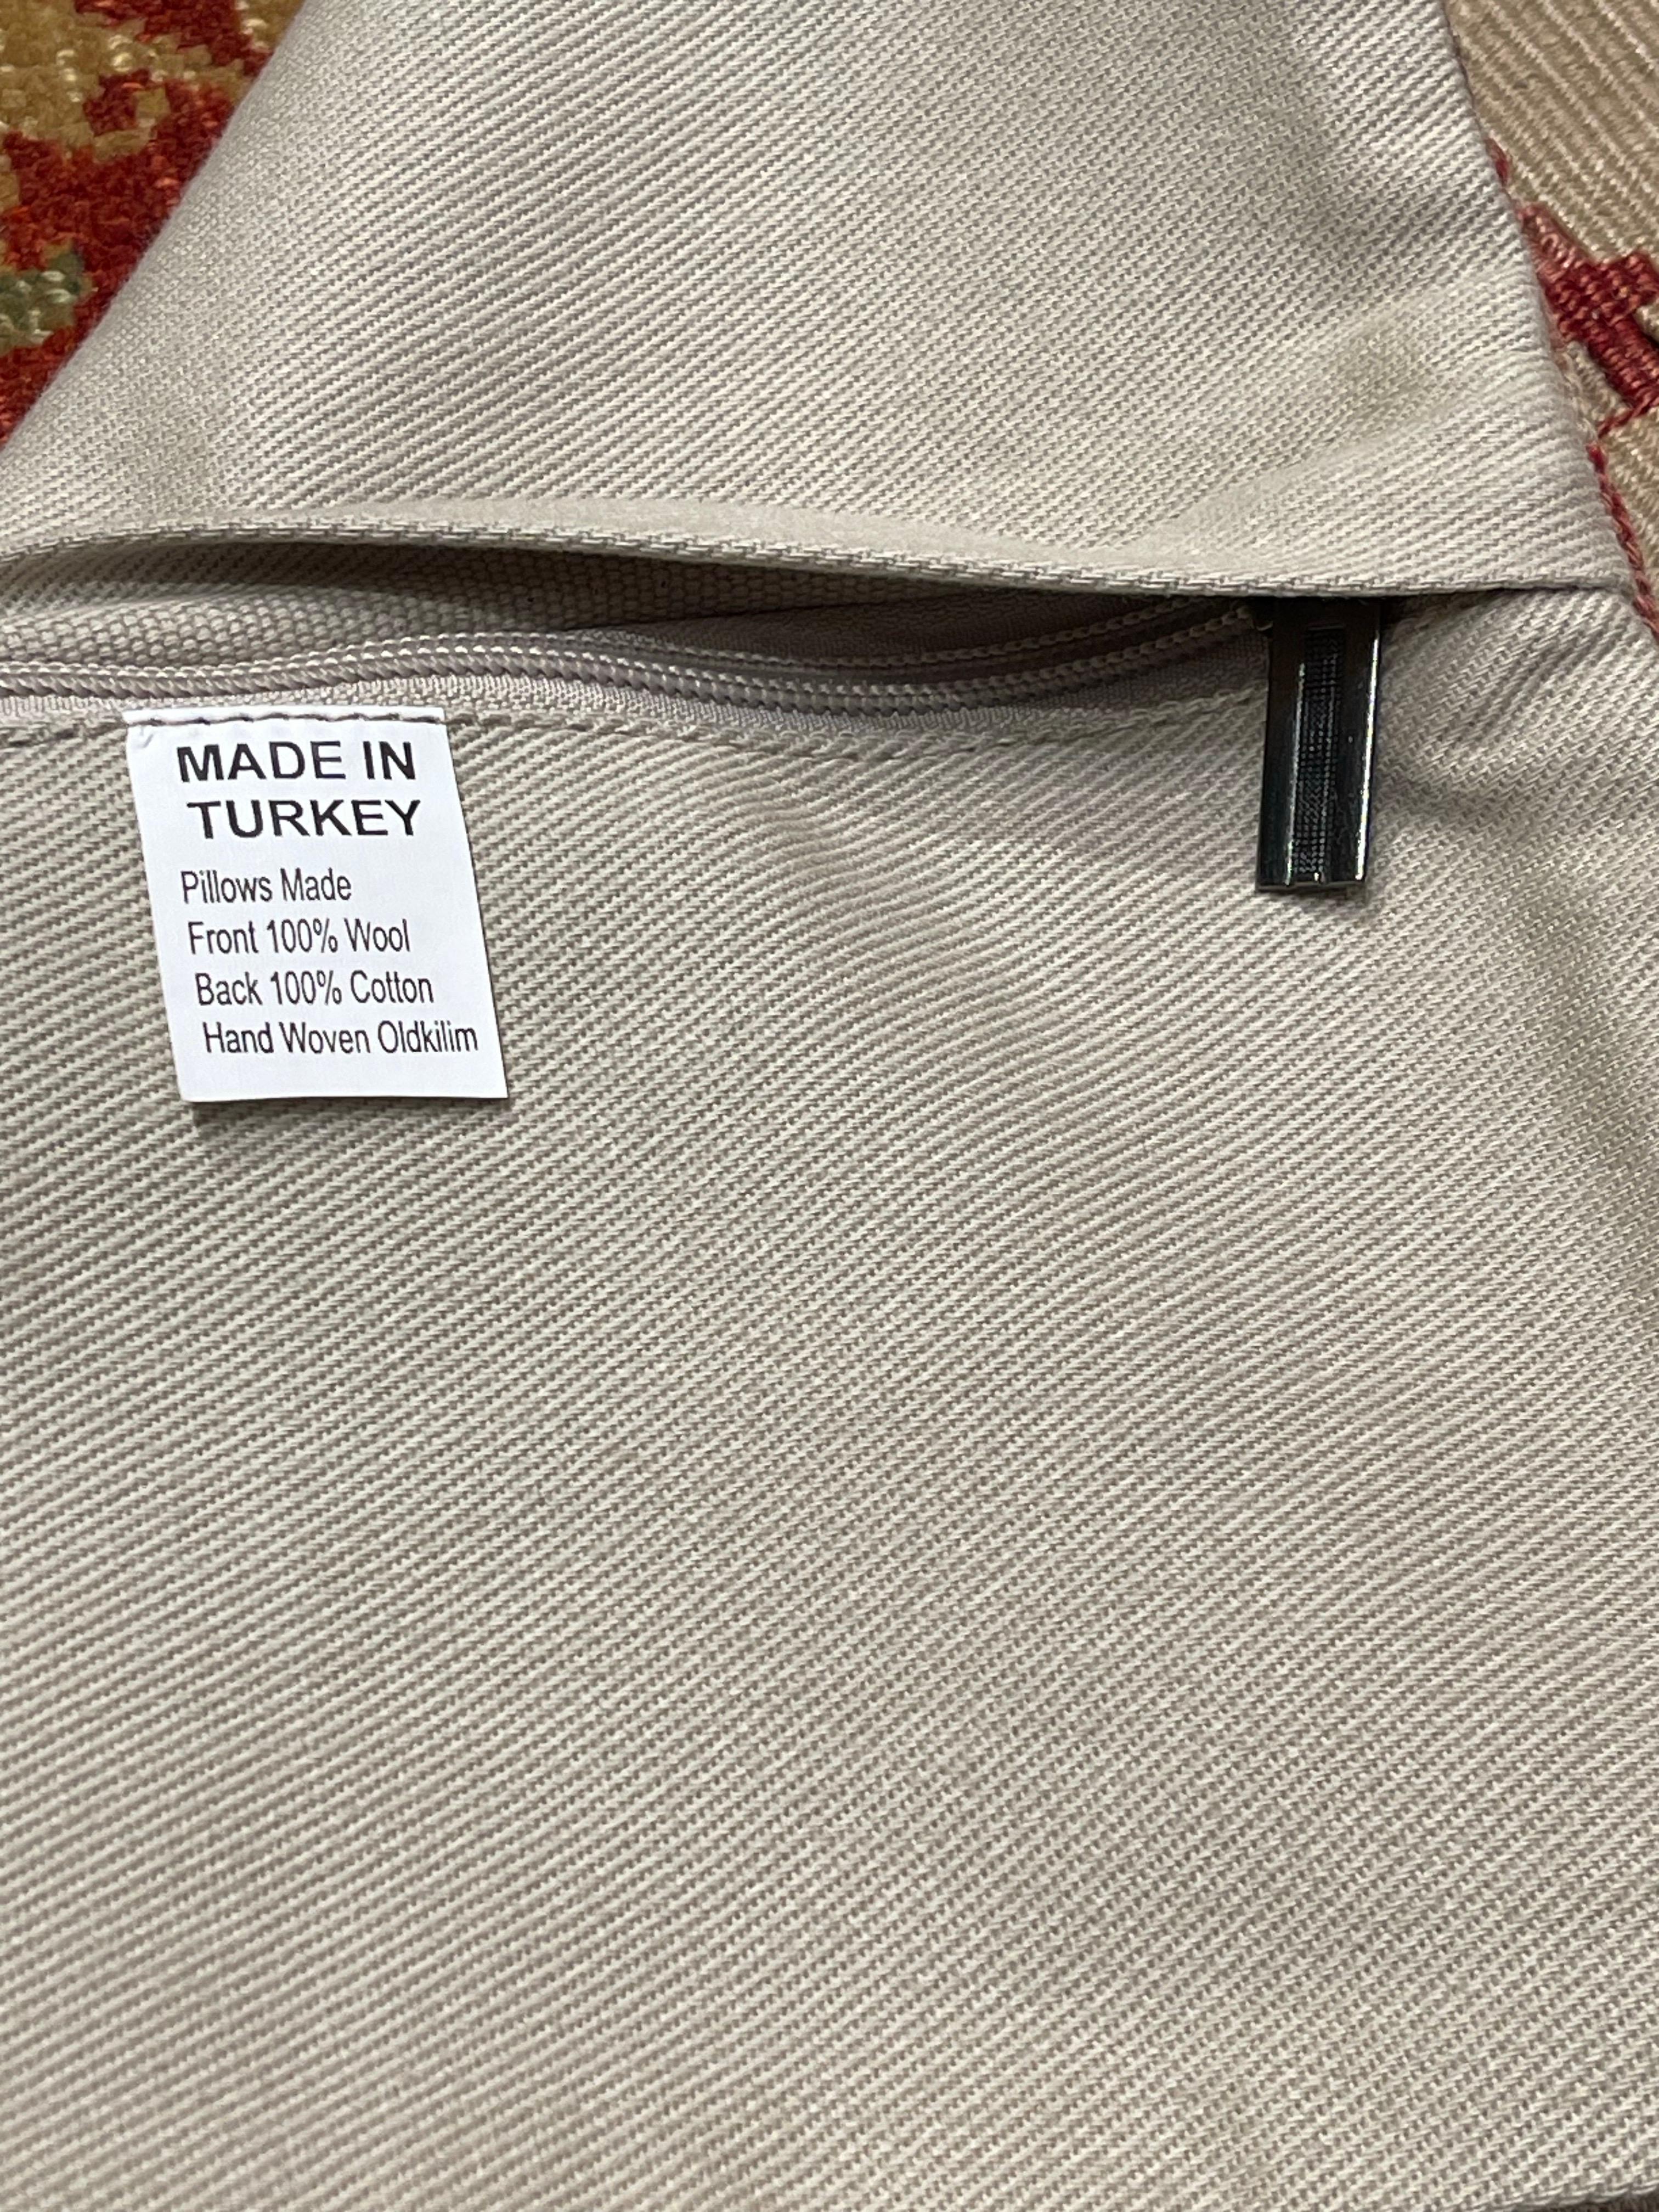 MADE IN
TURKEY
Pillows Made
Front 100% Wool
Back 100% Cotton
Hand Woven Oldkilim